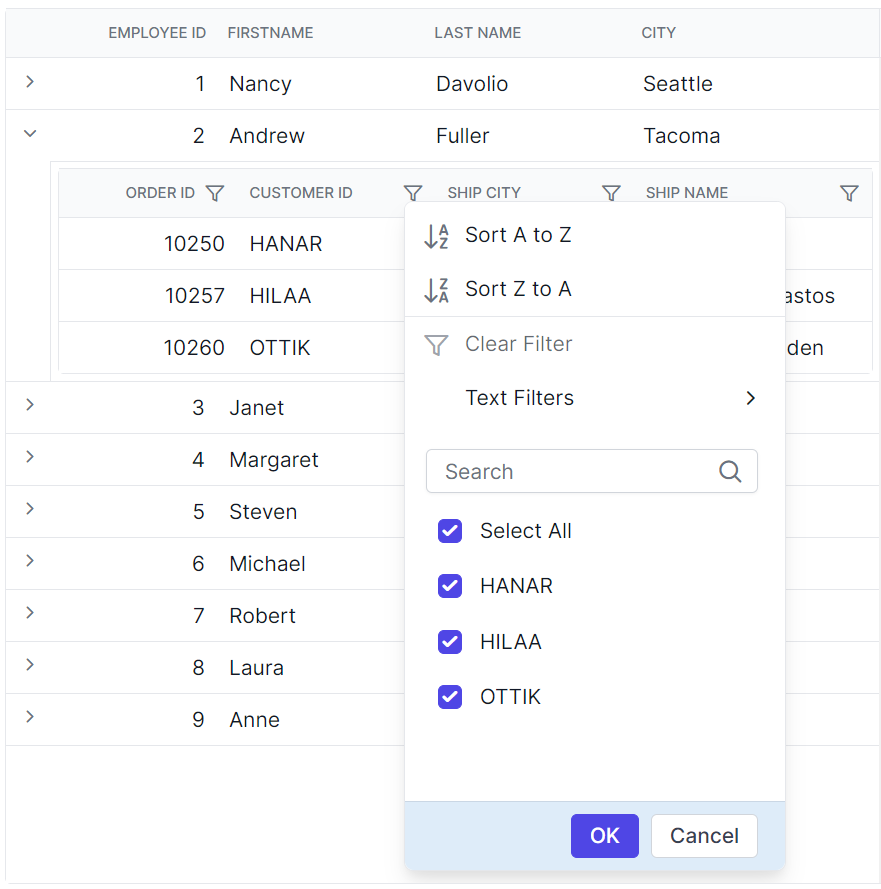 EMPLOYEE ID FIRSTNAME LAST NAME CITY
1 Nancy Davolio Seattle
2 Andrew Fuller Tacoma
ORDER ID CUSTOMER ID SHIP CITY SHIP NAME
10250 HANAR
10257 HILAA astos
10260 OTTIK den
3 Janet
4 Margaret
5 Steven
6 Michael
7 Robert
8 Laura
9 Anne
Sort A to Z
Sort Z to A
Clear Filter
Text Filters
Search
Select All
HANAR
HILAA
OTTIK
OK Cancel